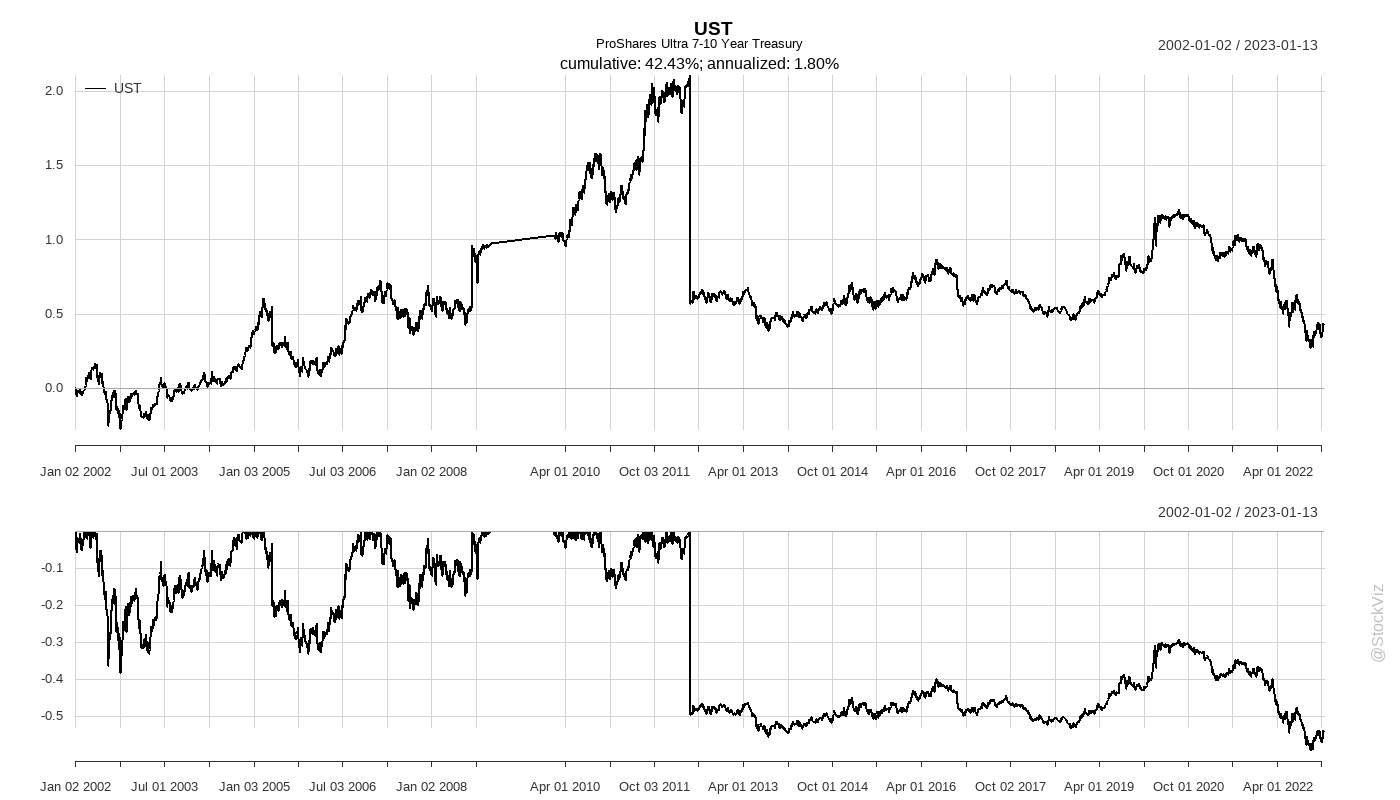 UST
ProShares Ultra 7-10 Year Treasury
2002-01-02 / 2023-01-13
cumulative: 42.43%; annualized: 1.80%
UST
2.0
1.5
1.0
0.5
0.0
Jan 02 2002 Jul 01 2003 Jan 03 2005 Jul 03 2006 Jan 02 2008 Apr 01 2010 Oct 03 2011 Apr 01 2013 Oct 01 2014 Apr 01 2016 Oct 02 2017 Apr 01 2019 Oct 01 2020 Apr 01 2022
2002-01-02 / 2023-01-13
-0.1
-0.2
-0.3
-0.4
-0.5
Jan 02 2002 Jul 01 2003 Jan 03 2005 Jul 03 2006 Jan 02 2008 Apr 01 2010 Oct 03 2011 Apr 01 2013 Oct 01 2014 Apr 01 2016 Oct 02 2017 Apr 01 2019 Oct 01 2020 Apr 01 2022
@StockViz